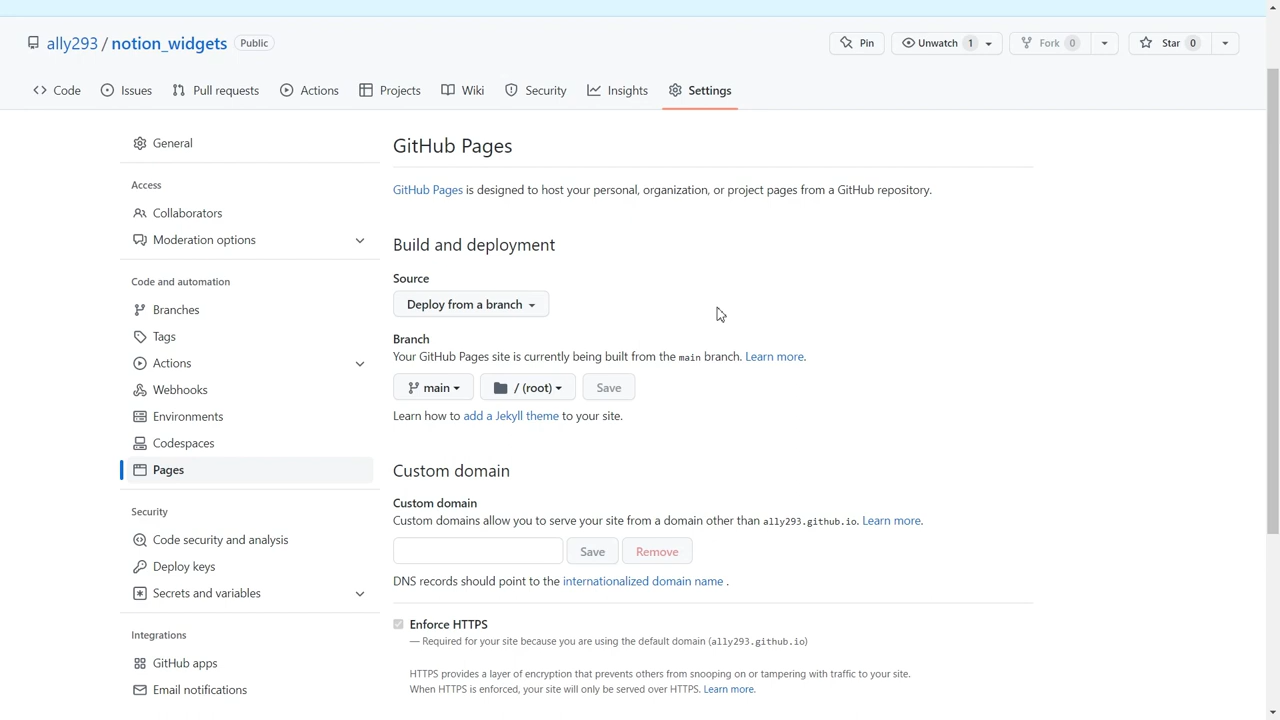 ally293 / notion_widgets Public Pin Unwatch 1 Fork 0 Star 0
Code Issues Pull requests Actions Projects Wiki Insights Security Settings
General
Access
Collaborators
Moderation options
Code and automation
Branches
Tags
Actions
Webhooks
Environments
Codespaces
Pages
Security
Code security and analysis
Deploy keys
Secrets and variables
Integrations
GitHub apps
Email notifications
GitHub Pages
GitHub Pages is designed to host your personal, organization, or project pages from a GitHub repository.
Build and deployment
Source
Deploy from a branch
Branch
Your GitHub Pages site is currently being built from the main branch. Learn more.
main / (root) Save
Learn how to add a Jekyll theme to your site.
Custom domain
Custom domain
Custom domains allow you to serve your site from a domain other than ally293.github.io. Learn more.
Save Remove
DNS records should point to the internationalized domain name .
Enforce HTTPS
— Required for your site because you are using the default domain (ally293.github.io)
HTTPS provides a layer of encryption that prevents others from snooping on or tampering with traffic to your site.
When HTTPS is enforced, your site will only be served over HTTPS. Learn more.